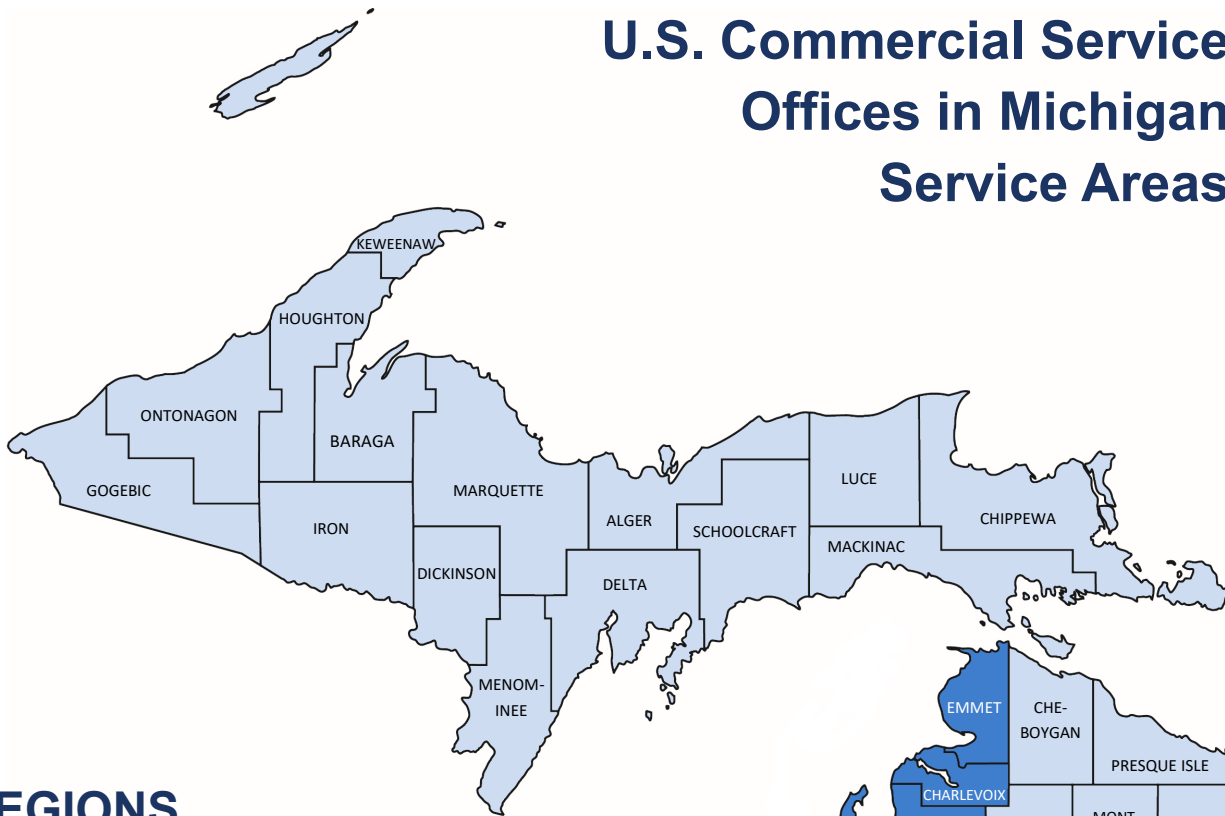 U.S. Commercial Service
Offices in Michigan
Service Areas
KEWEENAW
HOUGHTON
ONTONAGON
BARAGA
GOGEBIC
MARQUETTE
LUCE
IRON
ALGER
SCHOOLCRAFT
CHIPPEWA
MACKINAC
DICKINSON
DELTA
MENOM-
INEE
EMMET
CHE-
BOYGAN
PRESQUE ISLE
CHARLEVOIX
EGIONS
MONT